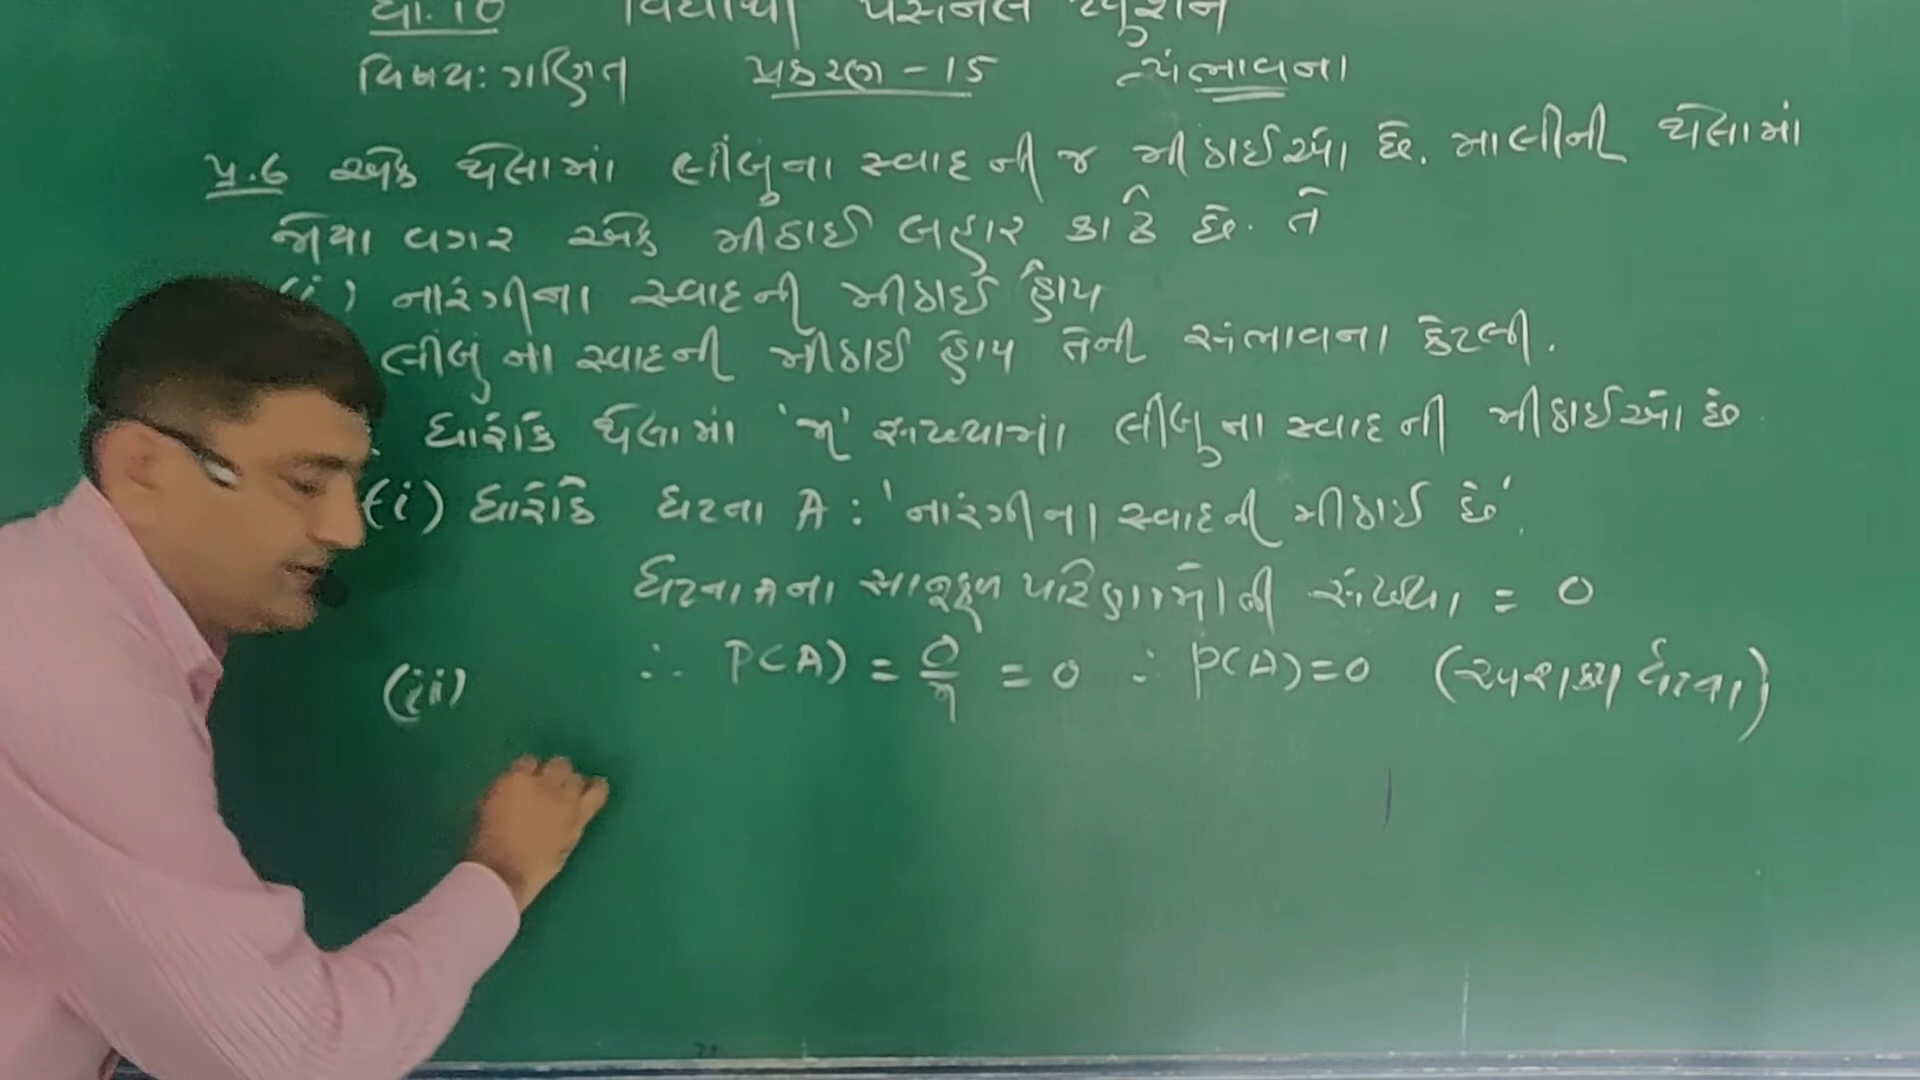 ધો. 10 વિદ્યાર્થી પર્સનલ ટ્યુશન
વિષય: ગણિત પ્રકરણ - 15 સંભાવના
પ્ર.6 એક થેલામાં લીંબુના સ્વાદની જ મીઠાઈઓ છે. માલીની થેલામાં
જોયા વગર એક મીઠાઈ બહાર કાઢે છે. તે
(i) નારંગીના સ્વાદની મીઠાઈ હોય
લીંબુના સ્વાદની મીઠાઈ હોય તેની સંભાવના કેટલી.
ધારોકે થેલામાં 'n' સંખ્યામાં લીંબુના સ્વાદની મીઠાઈઓ છે
(i) ધારોકે ઘટના A : 'નારંગીના સ્વાદની મીઠાઈ છે'.
ઘટના A ના સાનુકૂળ પરિણામોની સંખ્યા = 0
∴ P(A) = 0/n = 0 ∴ P(A) = 0 (અશક્ય ઘટના)
(ii)